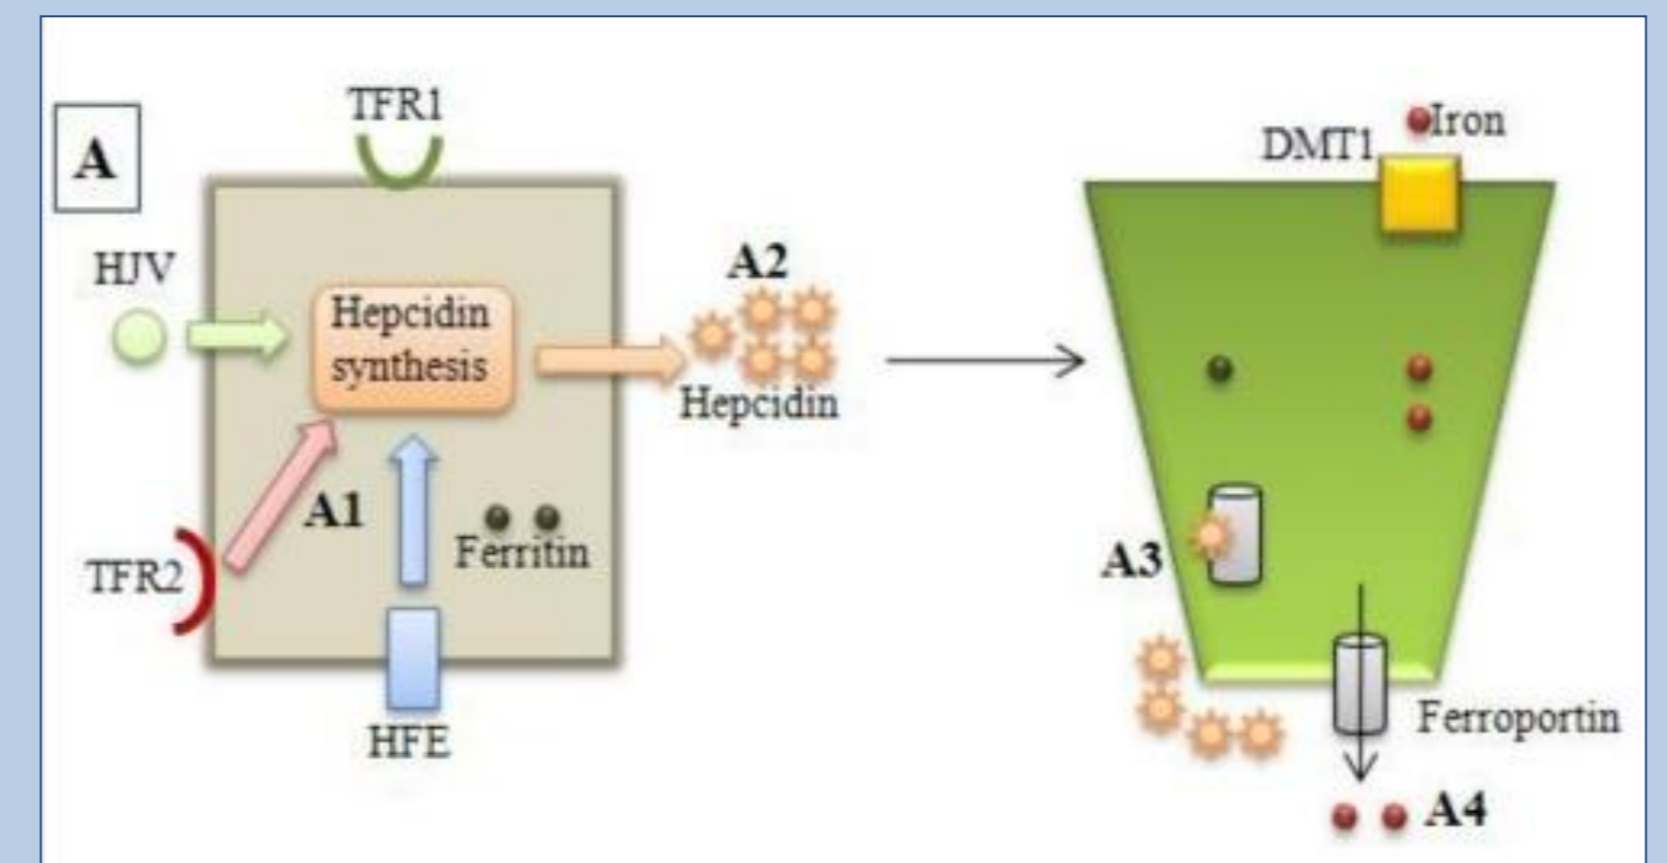 A
TFR1
HJV
Hepcidin
synthesis
A2
Hepcidin
A1
Ferritin
TFR2
HFE
Iron
DMT1
A3
Ferroportin
A4